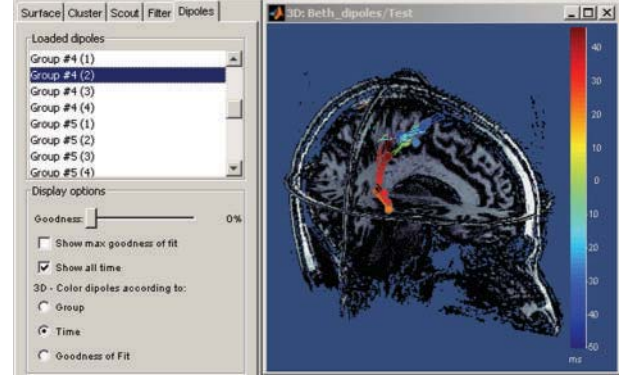 Surface Cluster Scout Filter Dipoles
Loaded dipoles
Group #4 (1)
Group #4 (2)
Group #4 (3)
Group #4 (4)
Group #5 (1)
Group #5 (2)
Group #5 (3)
Group #5 (4)
Display options
Goodness: 0%
Show max goodness of fit
Show all time
3D - Color dipoles according to:
Group
Time
Goodness of Fit
3D: Beth_dipoles/Test
40
30
20
10
0
10
20
30
-40
-50
ms